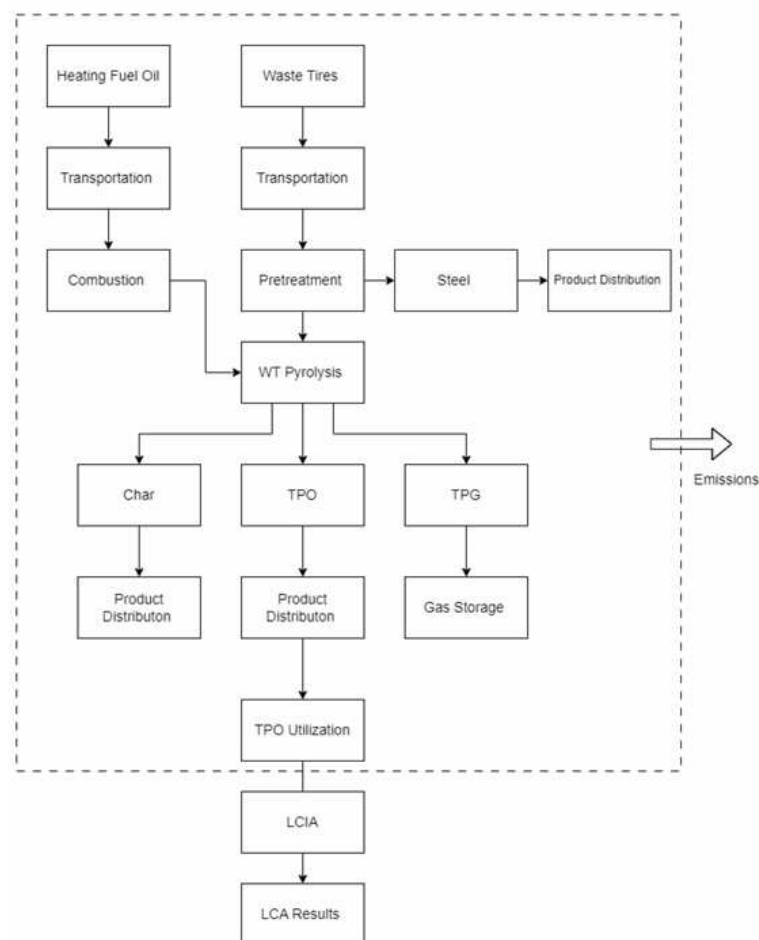 Heating Fuel Oil
Waste Tires
Transportation
Transportation
Combustion
Pretreatment
Steel
Product Distribution
WT Pyrolysis
Emissions
Char
TPO
TPG
Product
Distributon
Product
Distributon
Gas Storage
TPO Utilization
LCIA
LCA Results